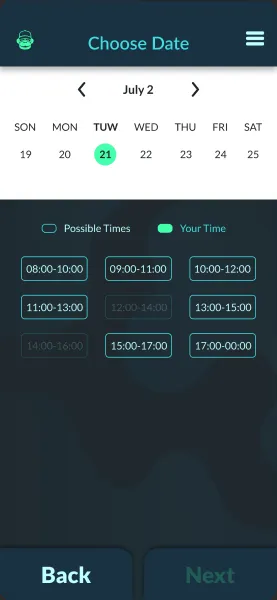 Choose Date
July 2
SON MON TUW WED THU FRI SAT
19 20 21 22 23 24 25
Possible Times Your Time
08:00-10:00 09:00-11:00 10:00-12:00
11:00-13:00 12:00-14:00 13:00-15:00
14:00-16:00 15:00-17:00 17:00-00:00
Back Next